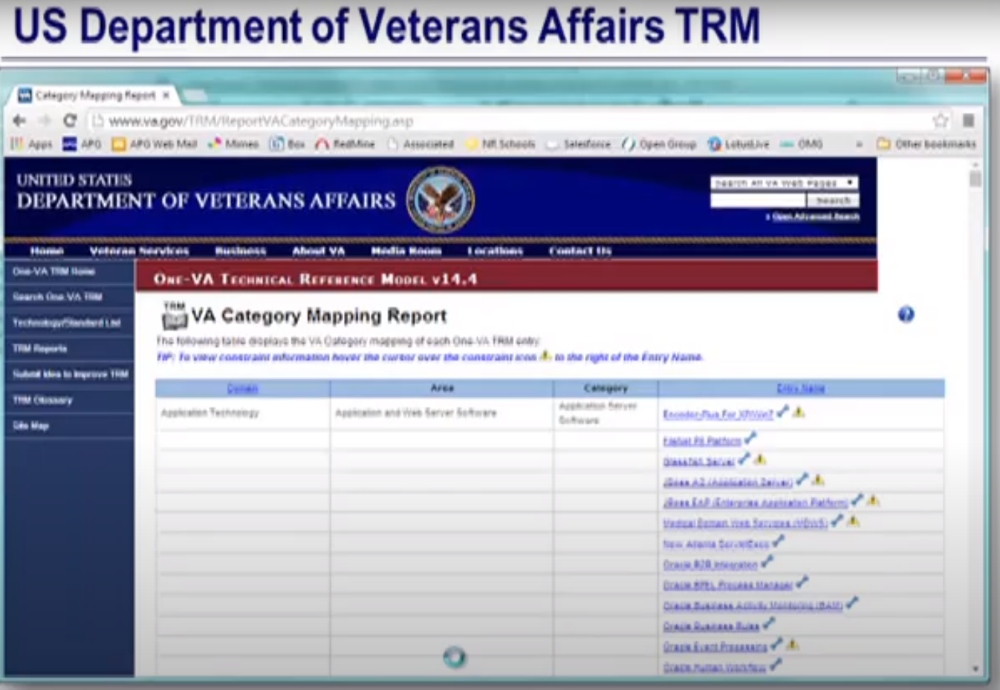 US Department of Veterans Affairs TRM
Category Mapping Report
www.va.gov/TRM/ReportVACategoryMapping.asp
Apps APG APG Web Mail Mimeo Box RedMine Associated NR Schools Salesforce Open Group LotusLive OMG » Other bookmarks
UNITED STATES
DEPARTMENT OF VETERANS AFFAIRS
Search All VA Web Pages
Search
Open Advanced Search
Home Veteran Services Business About VA Media Room Locations Contact Us
One-VA TRM Home
Search One-VA TRM
Technology/Standard List
TRM Reports
Submit Idea to Improve TRM
TRM Glossary
Site Map
ONE-VA TECHNICAL REFERENCE MODEL v14.4
TRM
VA Category Mapping Report
The following table displays the VA Category mapping of each One-VA TRM entry.
TIP: To view constraint information hover the cursor over the constraint icon to the right of the Entry Name.
Domain Area Category Entry Name
Application Technology Application and Web Server Software Application Server Software
Encoder Plus For XP/Win7
FileNet P8 Platform
GlassFish Server
JBoss AS (Application Server)
JBoss EAP (Enterprise Application Platform)
Medical Domain Web Services (MDWS)
New Atlanta ServletExec
Oracle B2B Integration
Oracle BPEL Process Manager
Oracle Business Activity Monitoring (BAM)
Oracle Business Rules
Oracle Event Processing
Oracle Human Workflow